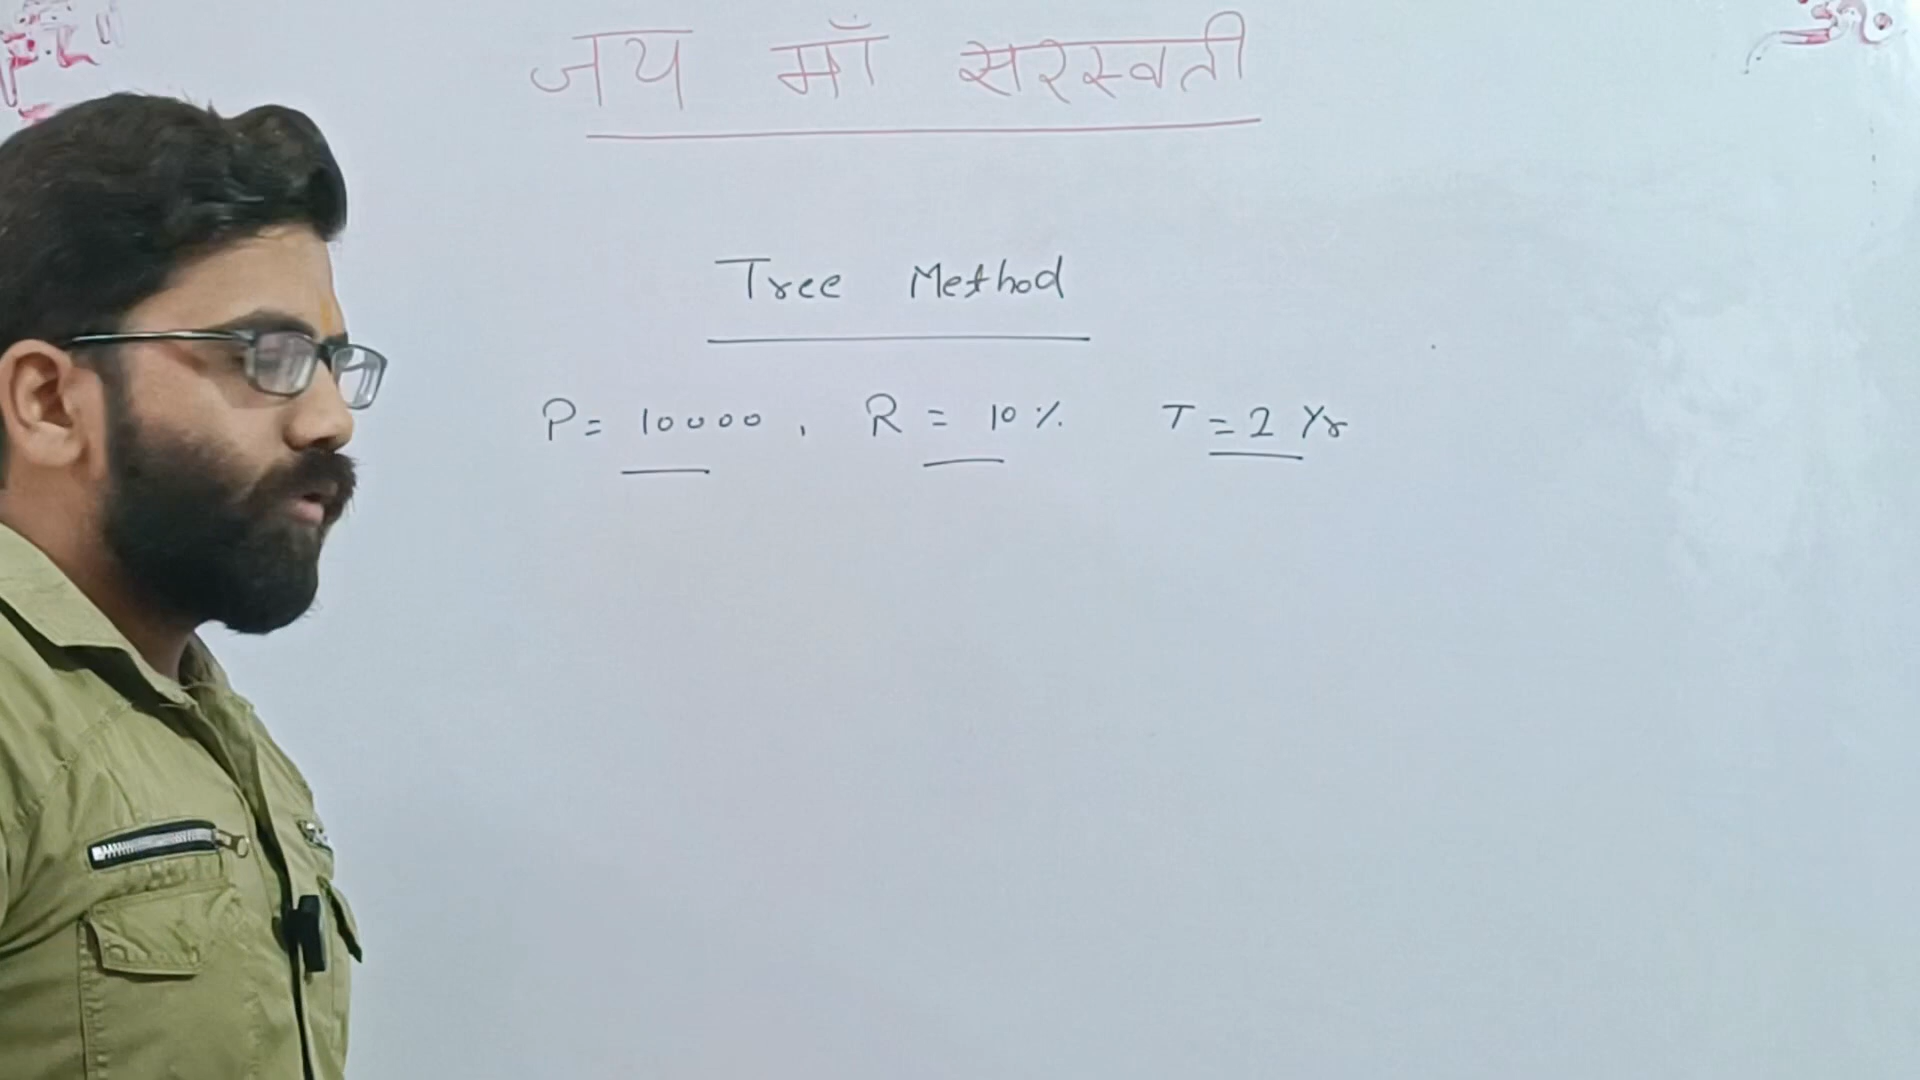 जय माँ सरस्वती
Tree Method
P = 10000, R = 10% T = 2 Yr